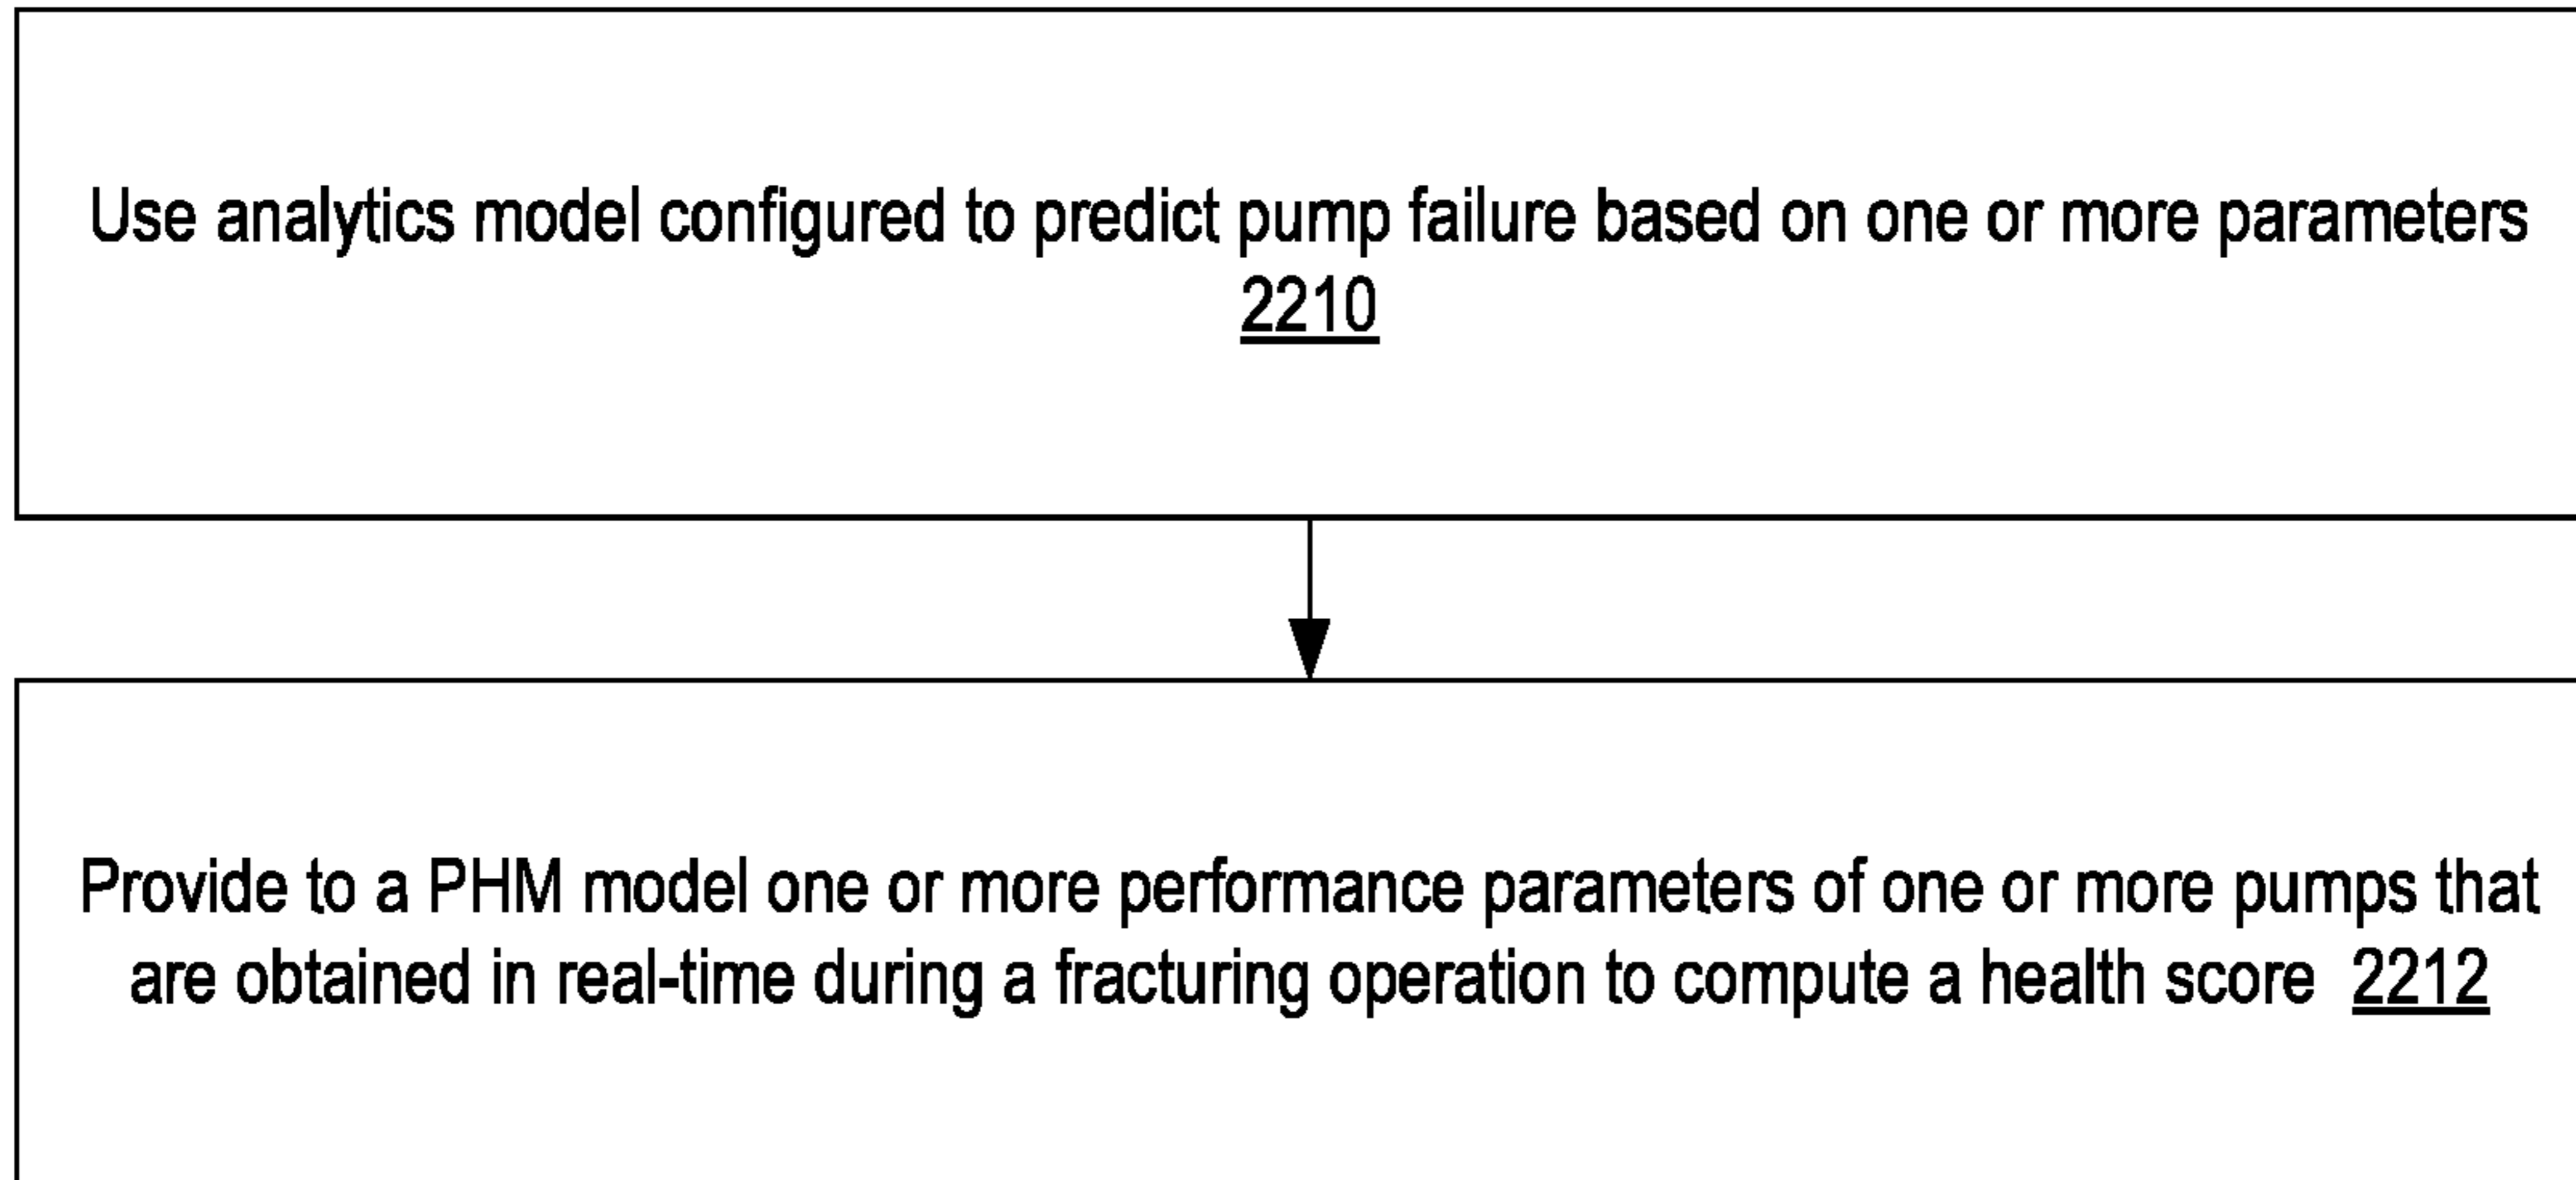 Use analytics model configured to predict pump failure based on one or more parameters
2210
Provide to a PHM model one or more performance parameters of one or more pumps that
are obtained in real-time during a fracturing operation to compute a health score 2212